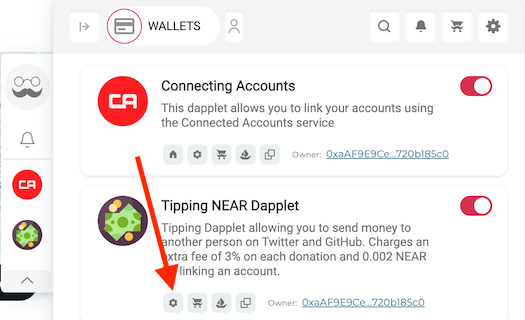 WALLETS
Connecting Accounts
This dapplet allows you to link your accounts using
the Connected Accounts service
Owner: 0xaAF9E9Ce...720b185c0
Tipping NEAR Dapplet
Tipping Dapplet allowing you to send money to
another person on Twitter and GitHub. Charges an
extra fee of 3% on each donation and 0.002 NEAR
linking an account.
Owner: 0xaAF9E9Ce...720b185c0
CA
CA